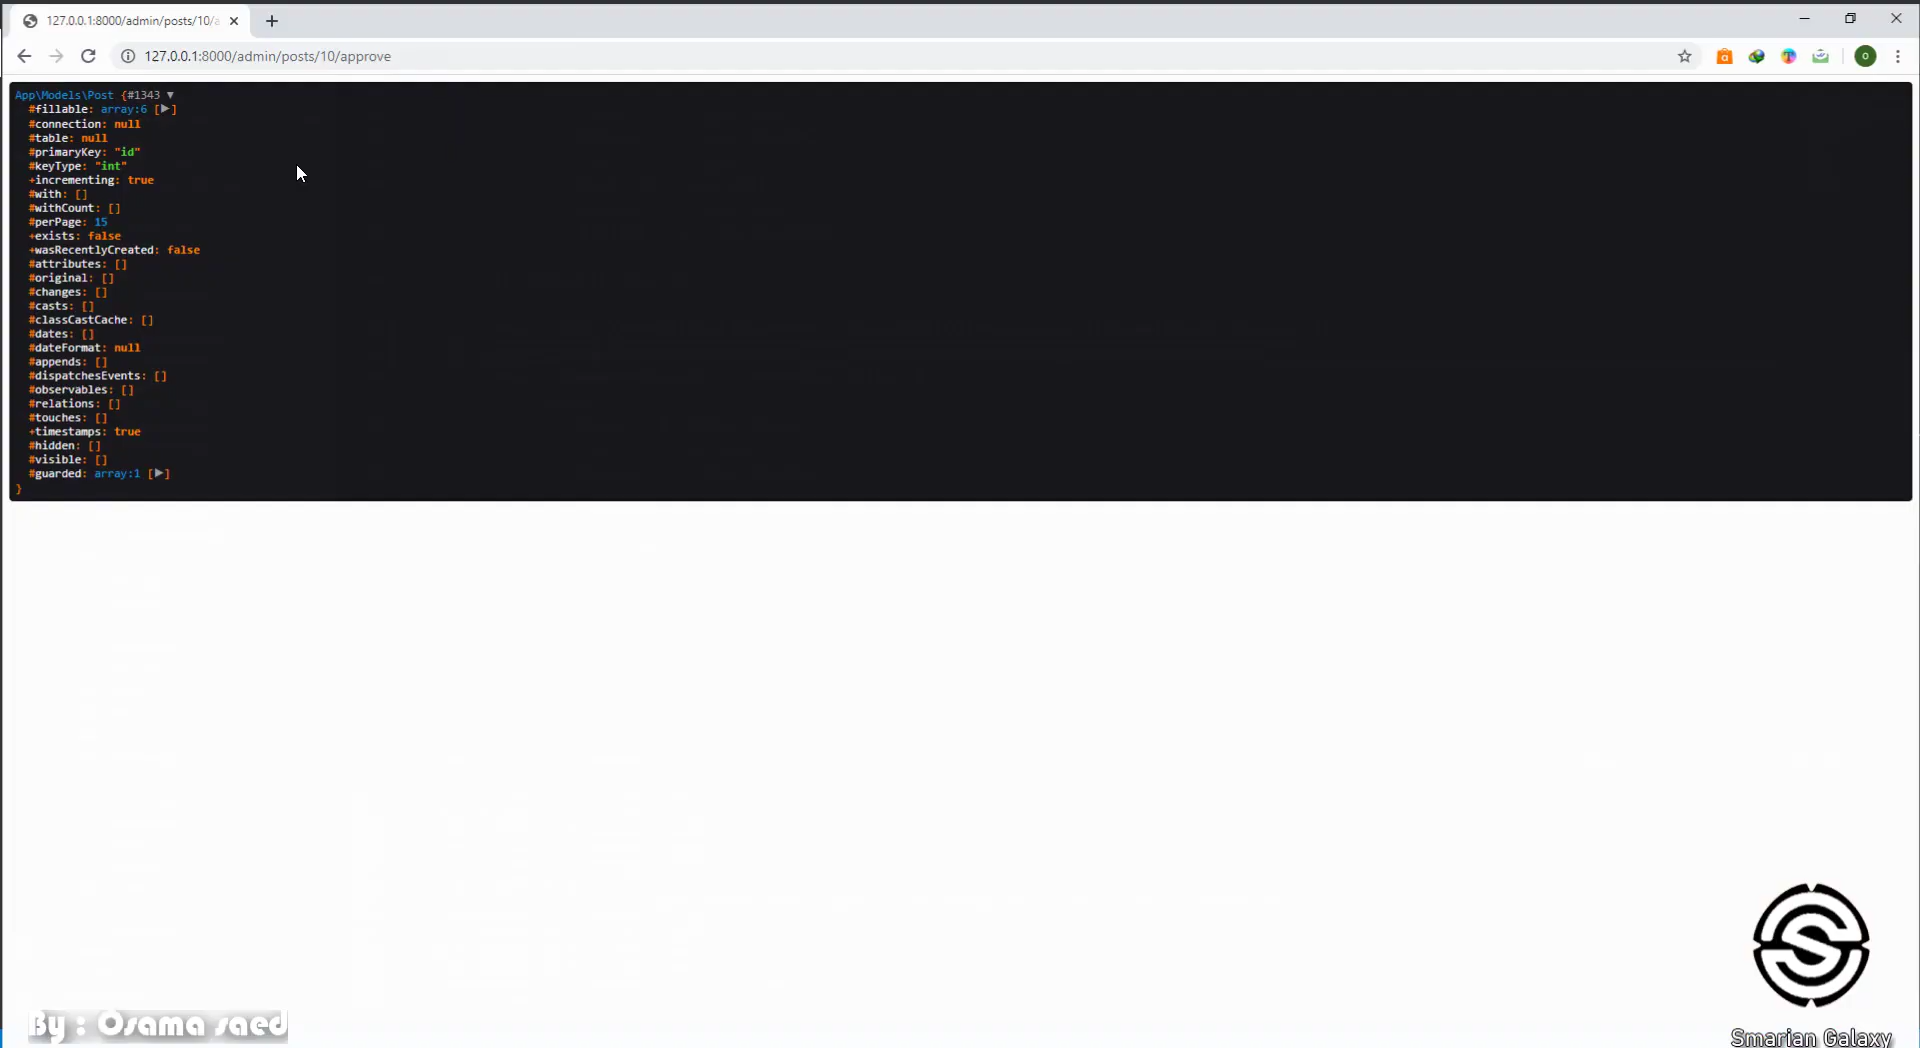 127.0.0.1:8000/admin/posts/10/a
127.0.0.1:8000/admin/posts/10/approve
o
App\Models\Post {#1343 ▼
#fillable: array:6 [▶]
#connection: null
#table: null
#primaryKey: "id"
#keyType: "int"
+incrementing: true
#with: []
#withCount: []
#perPage: 15
+exists: false
+wasRecentlyCreated: false
#attributes: []
#original: []
#changes: []
#casts: []
#classCastCache: []
#dates: []
#dateFormat: null
#appends: []
#dispatchesEvents: []
#observables: []
#relations: []
#touches: []
+timestamps: true
#hidden: []
#visible: []
#guarded: array:1 [▶]
}
By : Osama saed
Smarian Galaxy